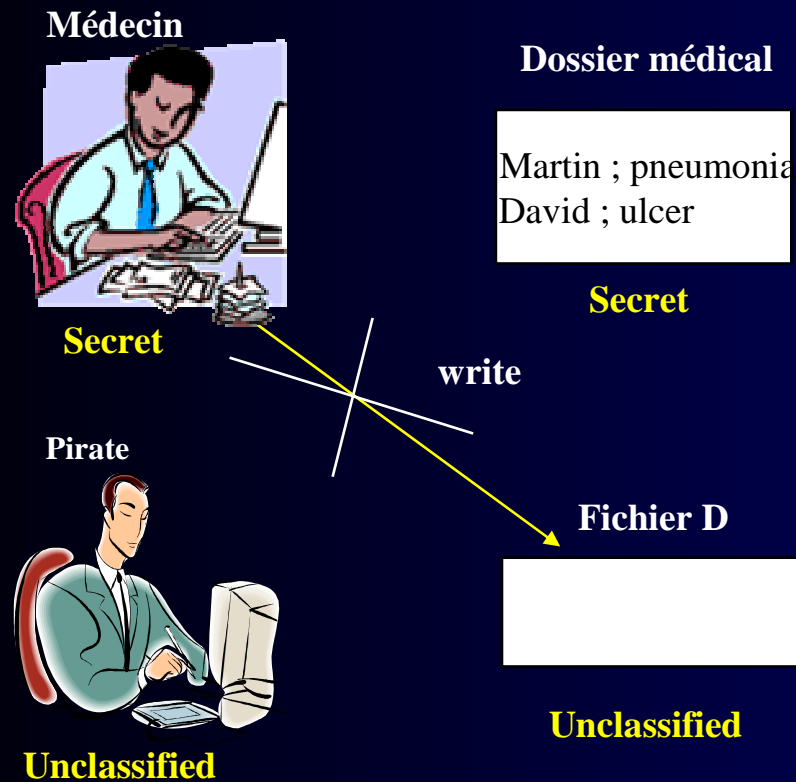 Médecin
Dossier médical
Martin ; pneumonia
David ; ulcer
Secret
Secret
write
Pirate
Fichier D
Unclassified
Unclassified